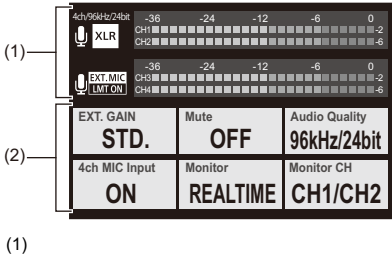 4ch/96kHz/24bit
-36 -24 -12 -6 0
XLR
CH1 -2
CH2 -6
-36 -24 -12 -6 0
EXT. MIC
LMT ON
CH3 -2
CH4 -6
(1)
EXT. GAIN Mute Audio Quality
STD. OFF 96kHz/24bit
(2)
4ch MIC Input Monitor Monitor CH
ON REALTIME CH1/CH2
(1)